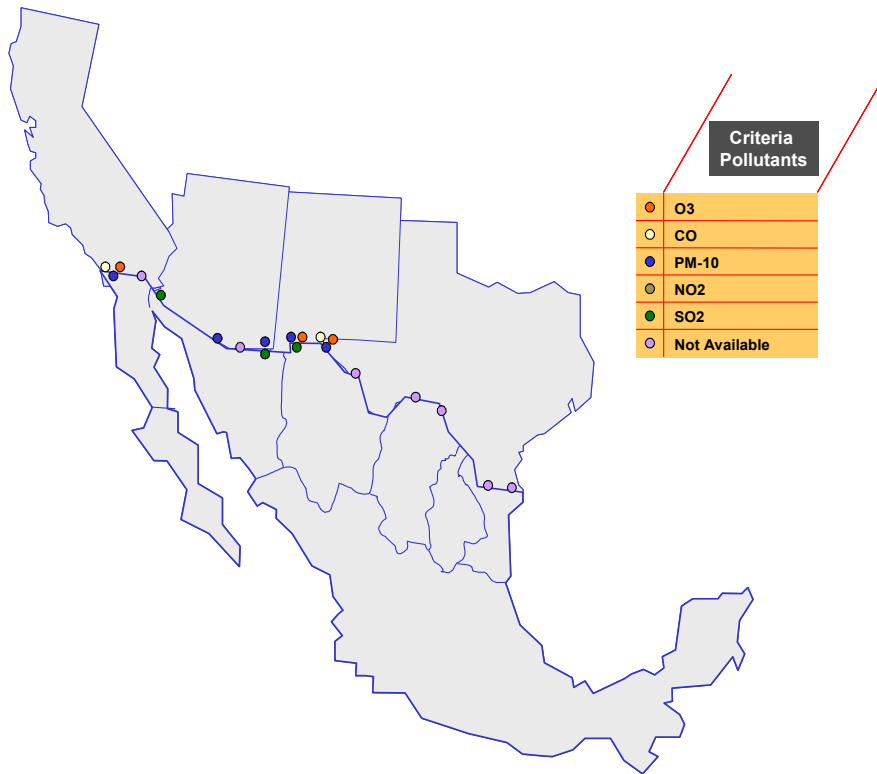 Criteria
Pollutants
O3
CO
PM-10
NO2
SO2
Not Available